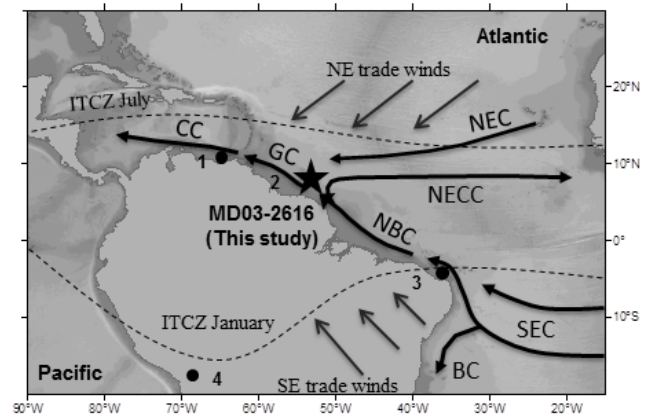 Atlantic
NE trade winds
20°N
ITCZ July
NEC
CC
GC
1
10°N
2
NECC
MD03-2616
(This study)
NBC
0°
3
ITCZ January
10°S
SEC
Pacific
4
SE trade winds
BC
90°W 80°W 70°W 60°W 50°W 40°W 30°W 20°W